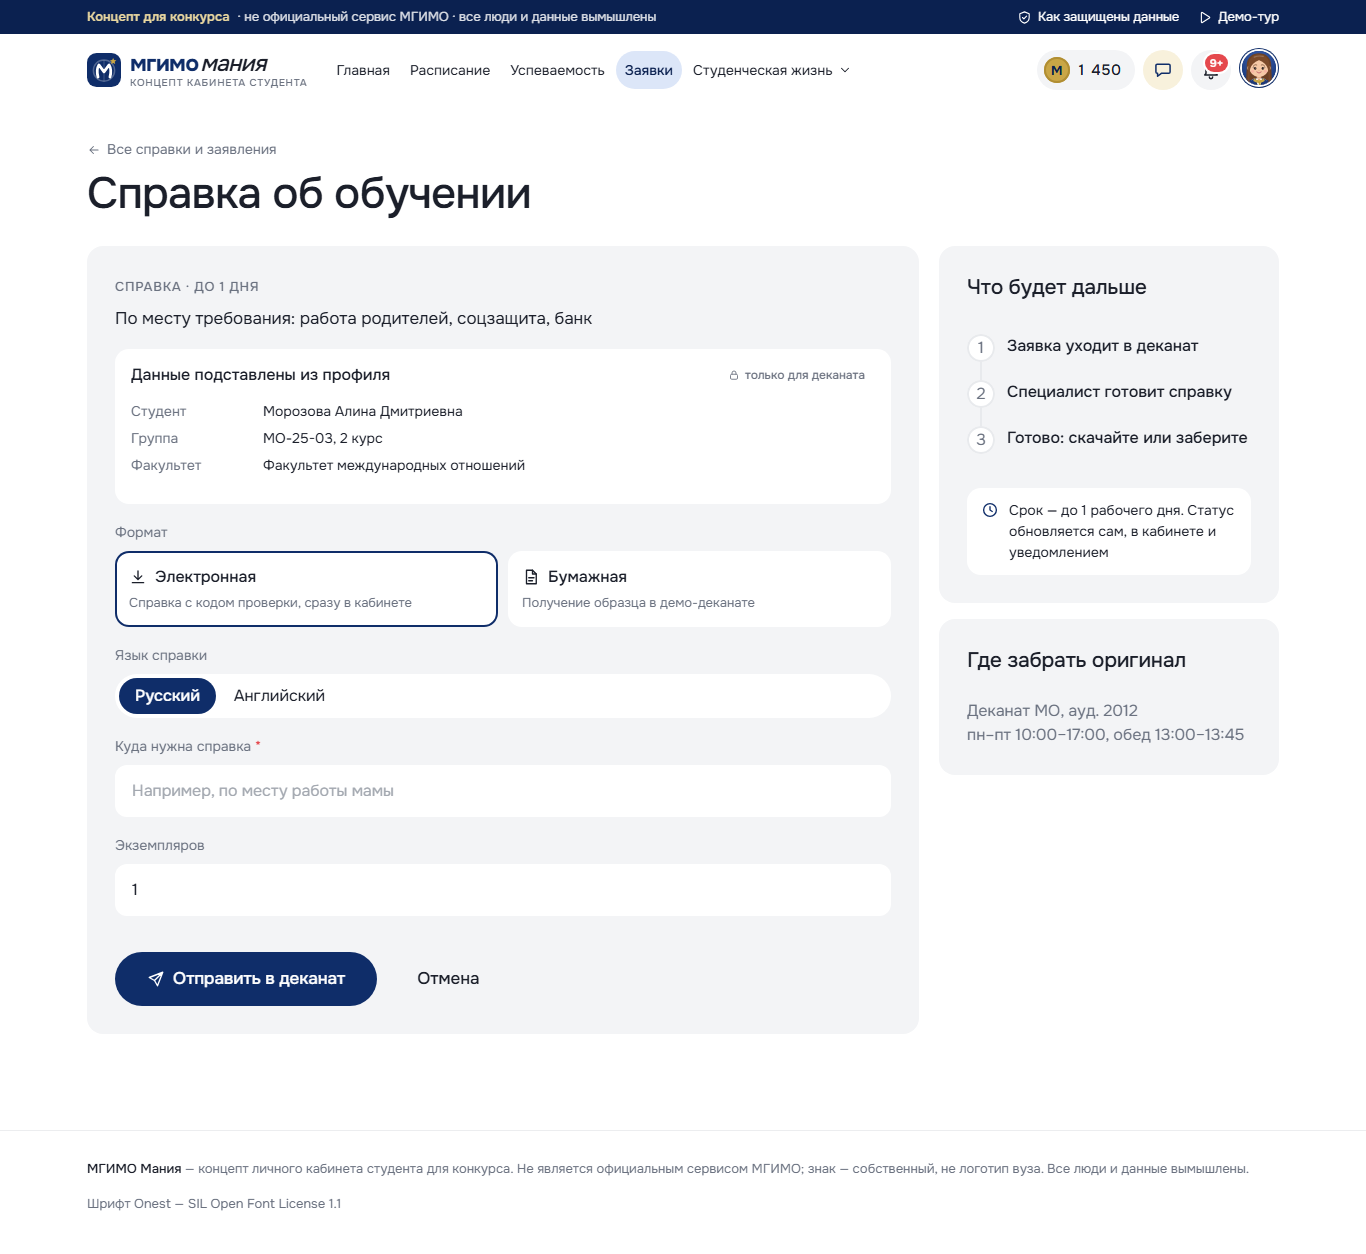 Концепт для конкурса · не официальный сервис МГИМО · все люди и данные вымышлены
Как защищены данные
Демо-тур
МГИМО МАНИЯ
КОНЦЕПТ КАБИНЕТА СТУДЕНТА
Главная
Расписание
Успеваемость
Заявки
Студенческая жизнь
М 1 450
9+
← Все справки и заявления
Справка об обучении
СПРАВКА · ДО 1 ДНЯ
По месту требования: работа родителей, соцзащита, банк
Данные подставлены из профиля
только для деканата
Студент Морозова Алина Дмитриевна
Группа МО-25-03, 2 курс
Факультет Факультет международных отношений
Формат
Электронная
Справка с кодом проверки, сразу в кабинете
Бумажная
Получение образца в демо-деканате
Язык справки
Русский
Английский
Куда нужна справка *
Например, по месту работы мамы
Экземпляров
1
Отправить в деканат
Отмена
Что будет дальше
1 Заявка уходит в деканат
2 Специалист готовит справку
3 Готово: скачайте или заберите
Срок — до 1 рабочего дня. Статус
обновляется сам, в кабинете и
уведомлением
Где забрать оригинал
Деканат МО, ауд. 2012
пн–пт 10:00–17:00, обед 13:00–13:45
МГИМО Мания — концепт личного кабинета студента для конкурса. Не является официальным сервисом МГИМО; знак — собственный, не логотип вуза. Все люди и данные вымышлены.
Шрифт Onest — SIL Open Font License 1.1